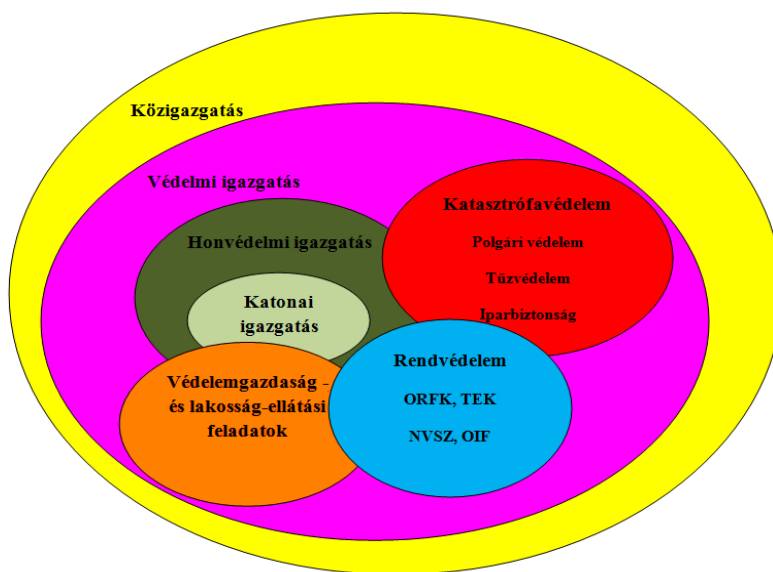 Közigazgatás
Védelmi igazgatás
Katasztrófavédelem
Polgári védelem
Tűzvédelem
Iparbiztonság
Honvédelmi igazgatás
Katonai
igazgatás
Rendvédelem
ORFK, TEK
NVSZ, OIF
Védelemgazdaság -
és lakosság-ellátási
feladatok